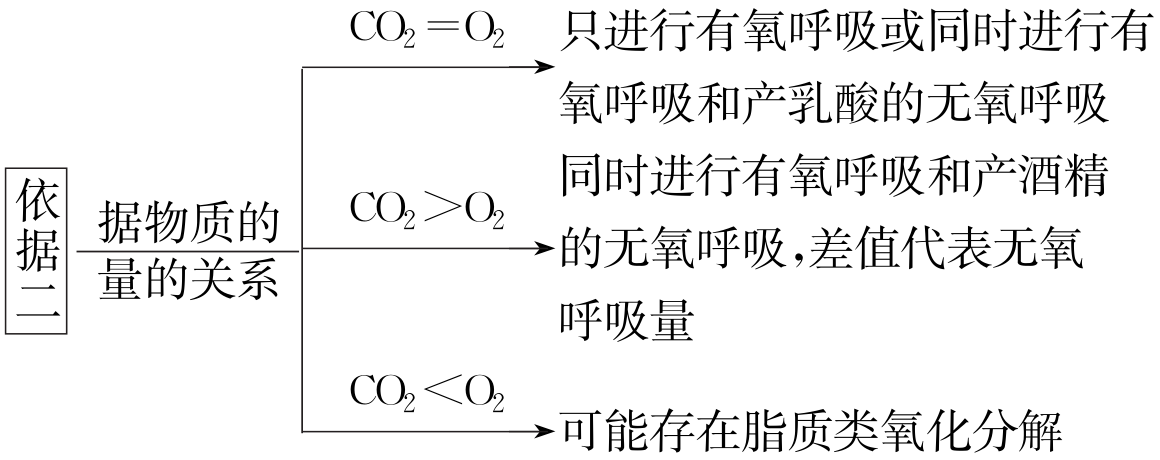 依据二
据物质的
量的关系
CO₂=O₂
只进行有氧呼吸或同时进行有
氧呼吸和产乳酸的无氧呼吸
CO₂>O₂
同时进行有氧呼吸和产酒精
的无氧呼吸,差值代表无氧
呼吸量
CO₂<O₂
可能存在脂质类氧化分解